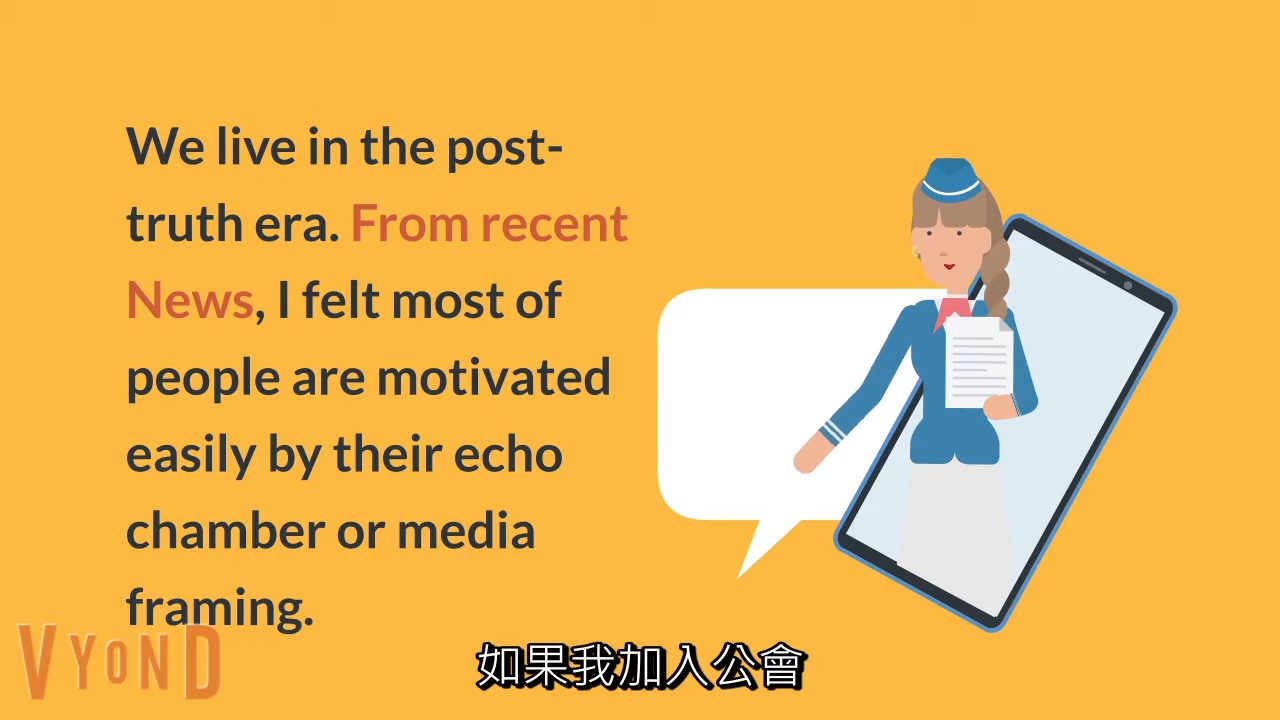 We live in the post-
truth era. From recent
News, I felt most of
people are motivated
easily by their echo
chamber or media
framing.
VYOND
如果我加入公會